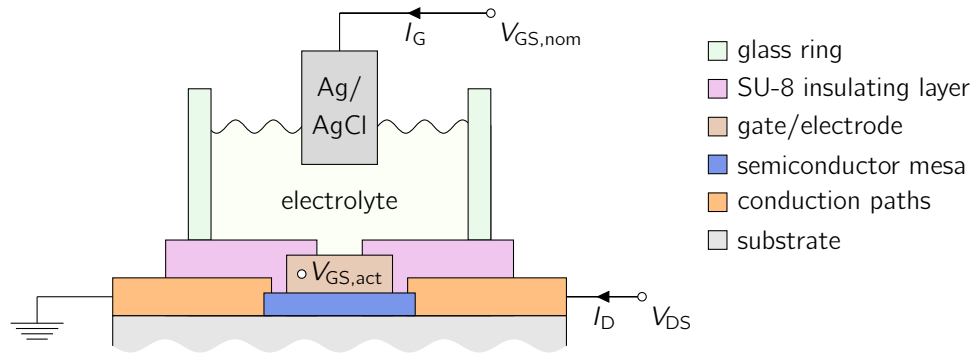 I_G
V_GS,nom
Ag/
AgCl
electrolyte
V_GS,act
I_D
V_DS
glass ring
SU-8 insulating layer
gate/electrode
semiconductor mesa
conduction paths
substrate